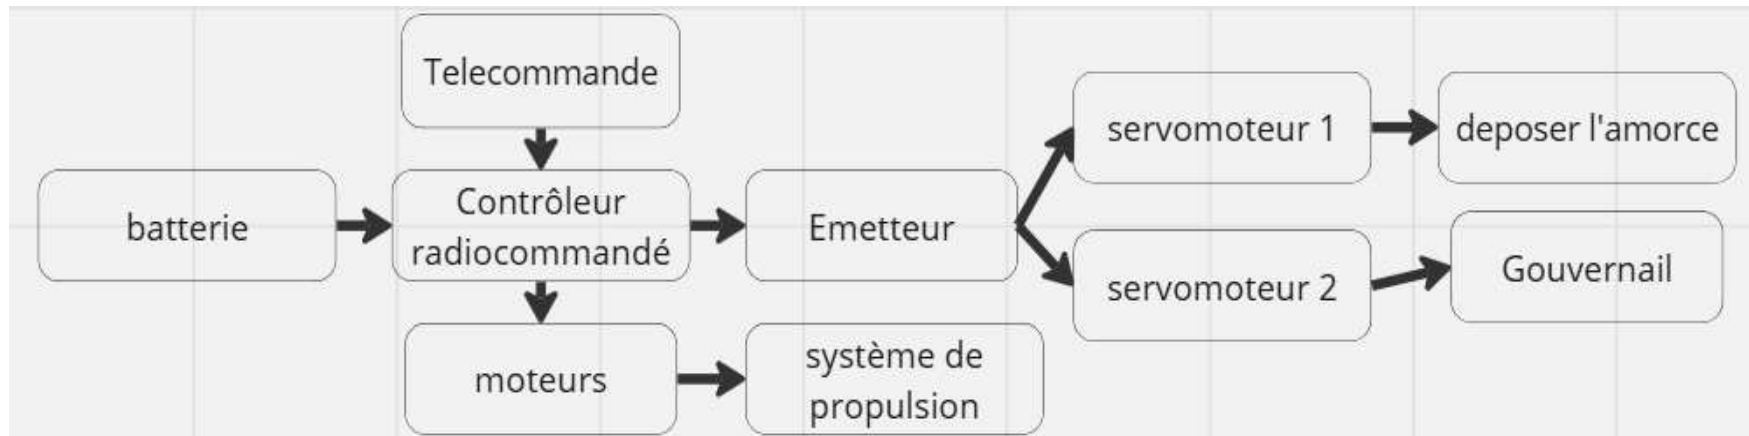 Telecommande
batterie
Contrôleur
radiocommandé
Emetteur
servomoteur 1
deposer l'amorce
servomoteur 2
Gouvernail
moteurs
système de
propulsion